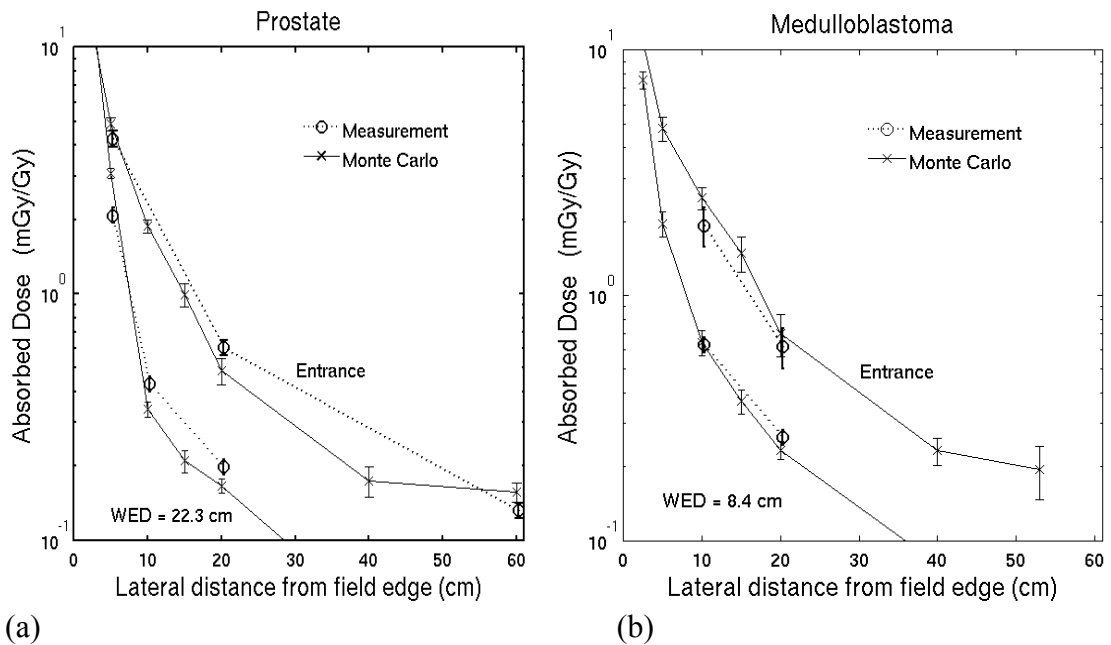 Prostate
10^1
10^0
10^-1
Absorbed Dose (mGy/Gy)
Measurement
Monte Carlo
Entrance
WED = 22.3 cm
0 10 20 30 40 50 60
Lateral distance from field edge (cm)
(a)
Medulloblastoma
10^1
10^0
10^-1
Absorbed Dose (mGy/Gy)
Measurement
Monte Carlo
Entrance
WED = 8.4 cm
0 10 20 30 40 50 60
Lateral distance from field edge (cm)
(b)